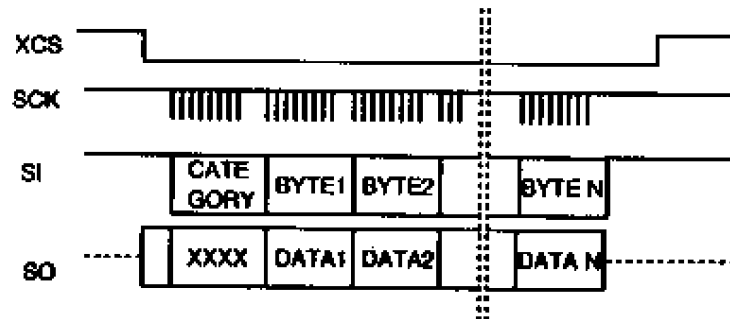 XCS
SCK
SI CATE GORY BYTE1 BYTE2 BYTE N
SO XXXX DATA1 DATA2 DATA N